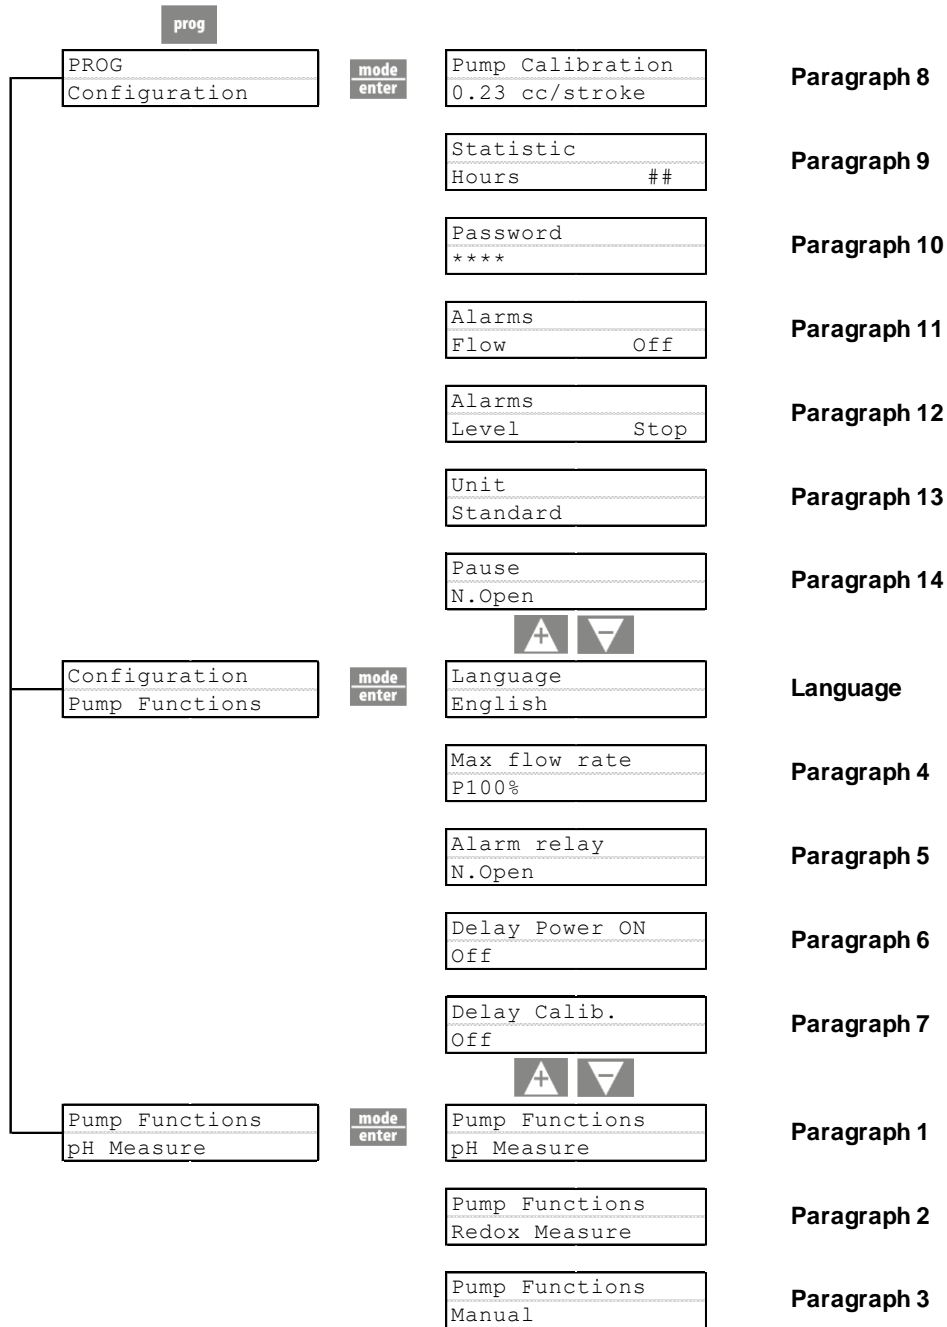 prog
PROG
Configuration
mode
enter
Pump Calibration
0.23 cc/stroke
Paragraph 8
Statistic
Hours ##
Paragraph 9
Password
****
Paragraph 10
Alarms
Flow Off
Paragraph 11
Alarms
Level Stop
Paragraph 12
Unit
Standard
Paragraph 13
Pause
N.Open
Paragraph 14
+ −
Configuration
Pump Functions
mode
enter
Language
English
Language
Max flow rate
P100%
Paragraph 4
Alarm relay
N.Open
Paragraph 5
Delay Power ON
Off
Paragraph 6
Delay Calib.
Off
Paragraph 7
+ −
Pump Functions
pH Measure
mode
enter
Pump Functions
pH Measure
Paragraph 1
Pump Functions
Redox Measure
Paragraph 2
Pump Functions
Manual
Paragraph 3